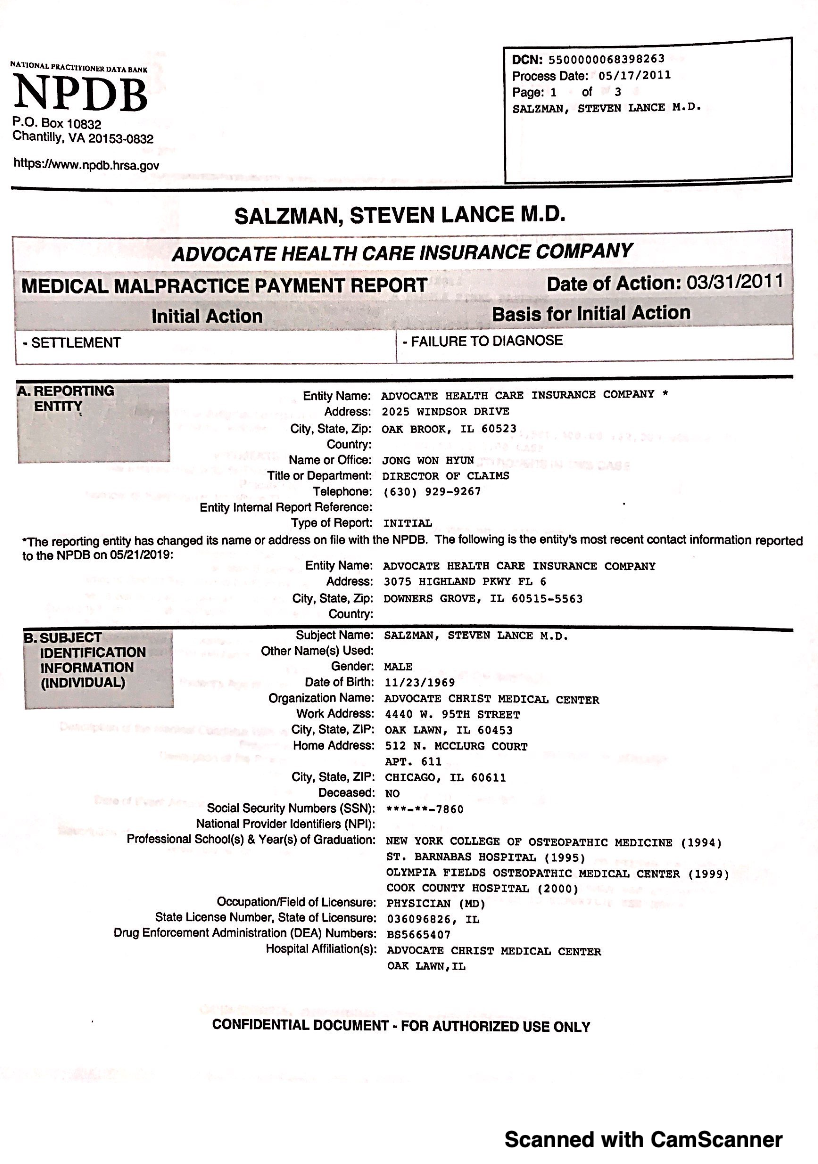 NATIONAL PRACTITIONER DATA BANK
NPDB
P.O. Box 10832
Chantilly, VA 20153-0832
https://www.npdb.hrsa.gov
DCN: 5500000068398263
Process Date: 05/17/2011
Page: 1 of 3
SALZMAN, STEVEN LANCE M.D.
SALZMAN, STEVEN LANCE M.D.
ADVOCATE HEALTH CARE INSURANCE COMPANY
MEDICAL MALPRACTICE PAYMENT REPORT Date of Action: 03/31/2011
Initial Action Basis for Initial Action
- SETTLEMENT - FAILURE TO DIAGNOSE
A. REPORTING
ENTITY
Entity Name: ADVOCATE HEALTH CARE INSURANCE COMPANY *
Address: 2025 WINDSOR DRIVE
City, State, Zip: OAK BROOK, IL 60523
Country:
Name or Office: JONG WON HYUN
Title or Department: DIRECTOR OF CLAIMS
Telephone: (630) 929-9267
Entity Internal Report Reference:
Type of Report: INITIAL
*The reporting entity has changed its name or address on file with the NPDB. The following is the entity's most recent contact information reported
to the NPDB on 05/21/2019:
Entity Name: ADVOCATE HEALTH CARE INSURANCE COMPANY
Address: 3075 HIGHLAND PKWY FL 6
City, State, Zip: DOWNERS GROVE, IL 60515-5563
Country:
B. SUBJECT
IDENTIFICATION
INFORMATION
(INDIVIDUAL)
Subject Name: SALZMAN, STEVEN LANCE M.D.
Other Name(s) Used:
Gender: MALE
Date of Birth: 11/23/1969
Organization Name: ADVOCATE CHRIST MEDICAL CENTER
Work Address: 4440 W. 95TH STREET
City, State, ZIP: OAK LAWN, IL 60453
Home Address: 512 N. MCCLURG COURT
APT. 611
City, State, ZIP: CHICAGO, IL 60611
Deceased: NO
Social Security Numbers (SSN): ***-**-7860
National Provider Identifiers (NPI):
Professional School(s) & Year(s) of Graduation: NEW YORK COLLEGE OF OSTEOPATHIC MEDICINE (1994)
ST. BARNABAS HOSPITAL (1995)
OLYMPIA FIELDS OSTEOPATHIC MEDICAL CENTER (1999)
COOK COUNTY HOSPITAL (2000)
Occupation/Field of Licensure: PHYSICIAN (MD)
State License Number, State of Licensure: 036096826, IL
Drug Enforcement Administration (DEA) Numbers: BS5665407
Hospital Affiliation(s): ADVOCATE CHRIST MEDICAL CENTER
OAK LAWN, IL
CONFIDENTIAL DOCUMENT - FOR AUTHORIZED USE ONLY
Scanned with CamScanner